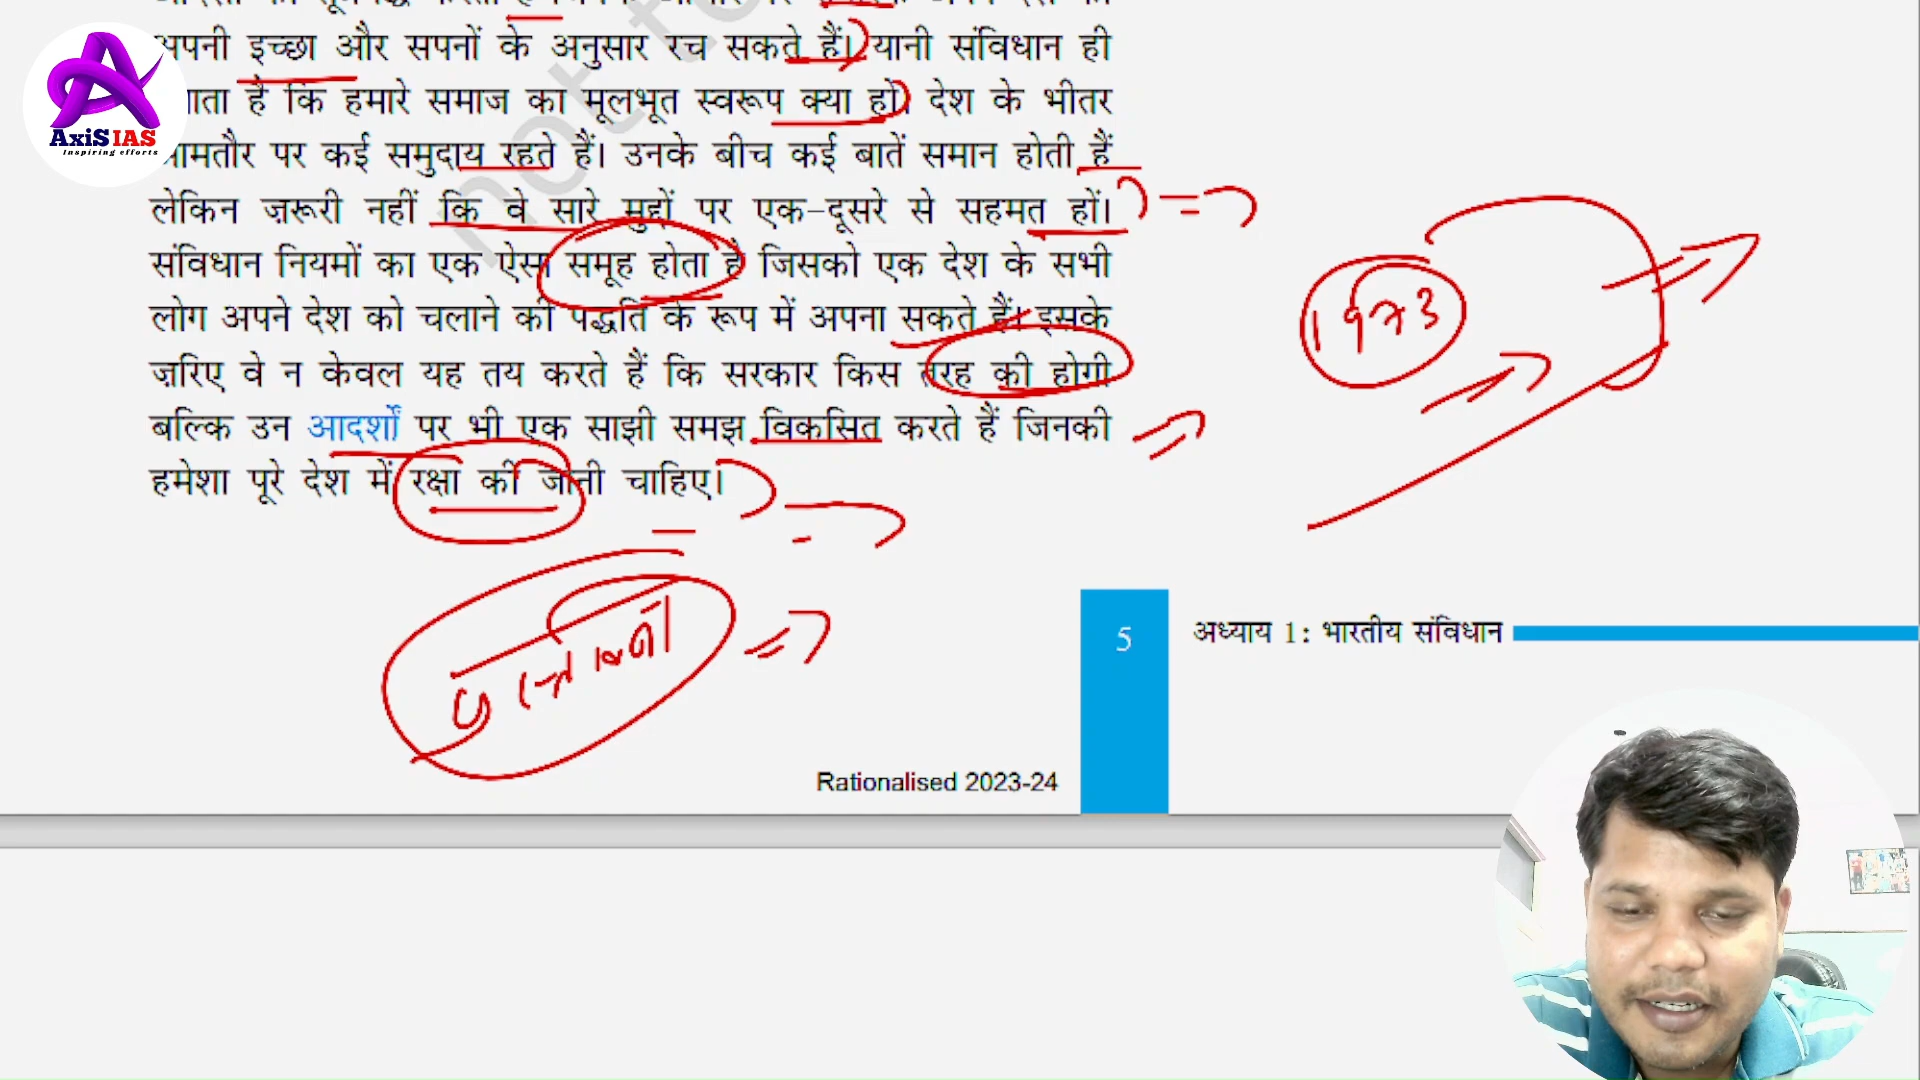 अपनी इच्छा और सपनों के अनुसार रच सकते हैं। यानी संविधान ही
है कि हमारे समाज का मूलभूत स्वरूप क्या हो। देश के भीतर
आमतौर पर कई समुदाय रहते हैं। उनके बीच कई बातें समान होती हैं
लेकिन ज़रूरी नहीं कि वे सारे मुद्दों पर एक-दूसरे से सहमत हों।
संविधान नियमों का एक ऐसा समूह होता है जिसको एक देश के सभी
लोग अपने देश को चलाने की पद्धति के रूप में अपना सकते हैं। इसके
ज़रिए वे न केवल यह तय करते हैं कि सरकार किस तरह की होगी
बल्कि उन आदर्शों पर भी एक साझी समझ विकसित करते हैं जिनकी
हमेशा पूरे देश में रक्षा की जानी चाहिए।
AxiS IAS
Inspiring efforts
1973
प्रस्तावना
5
अध्याय 1: भारतीय संविधान
Rationalised 2023-24